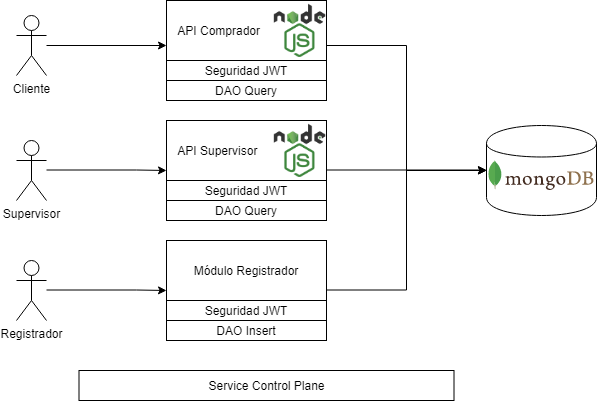 API Comprador
node
JS
Seguridad JWT
DAO Query
Cliente
API Supervisor
node
JS
Seguridad JWT
DAO Query
Supervisor
mongoDB
Módulo Registrador
Seguridad JWT
DAO Insert
Registrador
Service Control Plane